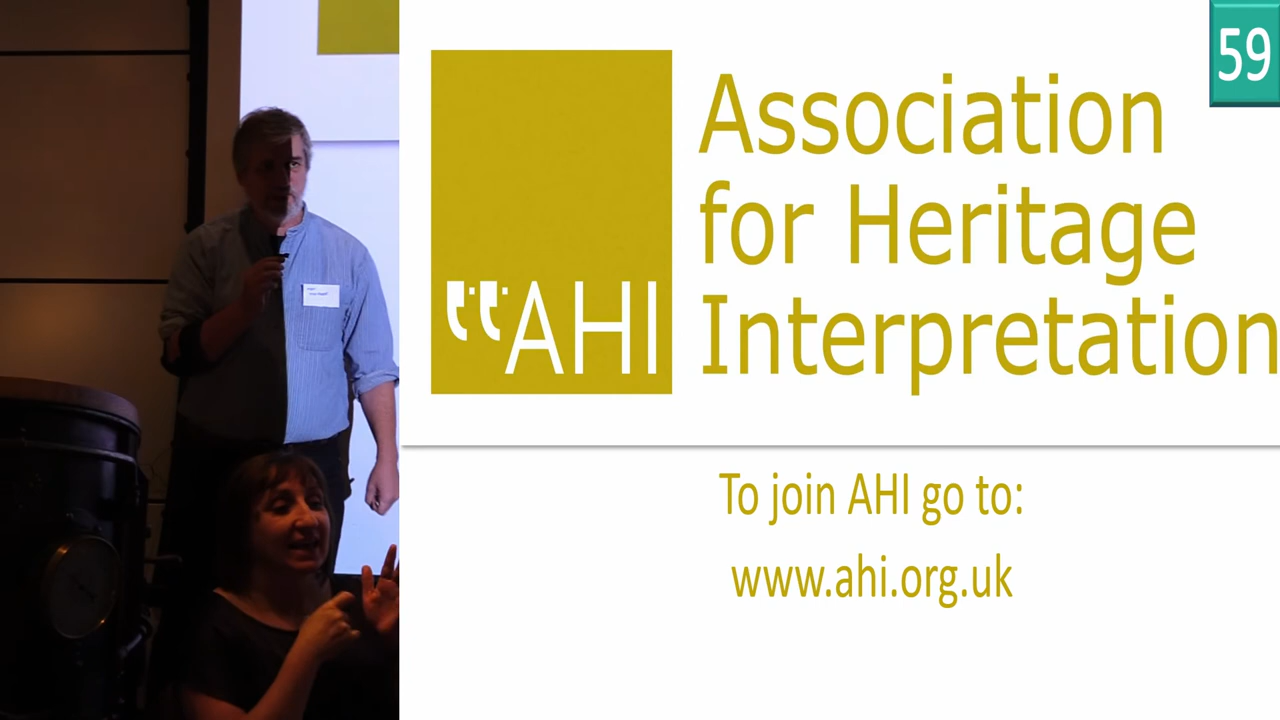 59
Association
for Heritage
Interpretation
AHI
To join AHI go to:
www.ahi.org.uk